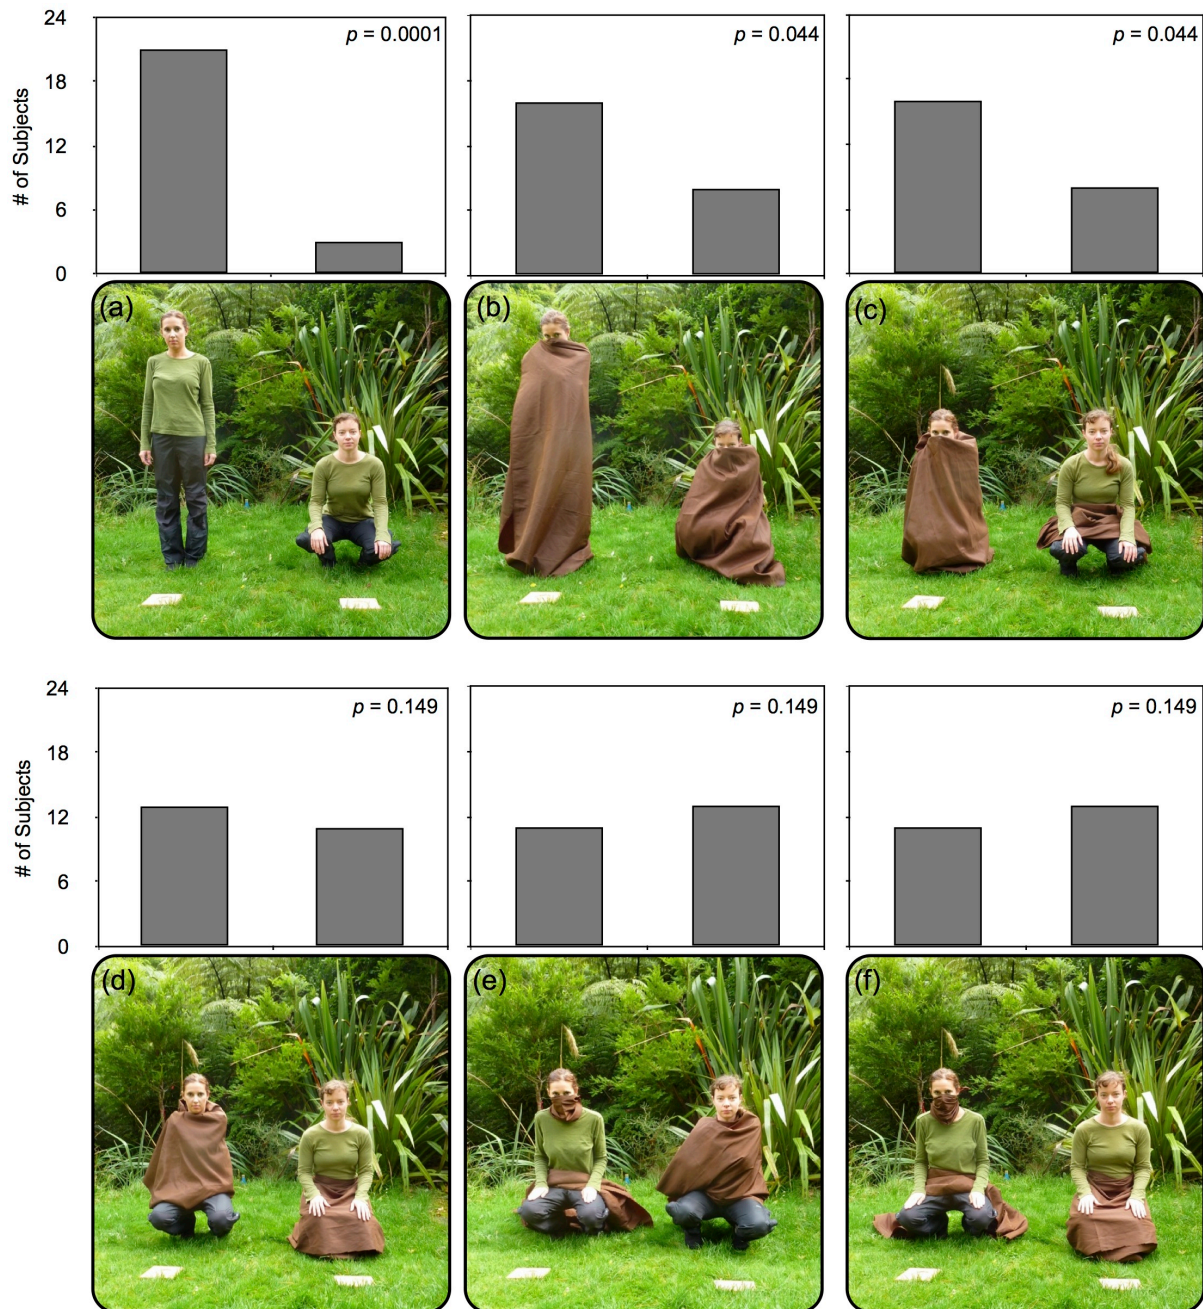 # of Subjects
24
18
12
6
0
p = 0.0001
p = 0.044
p = 0.044
(a)
(b)
(c)
# of Subjects
24
18
12
6
0
p = 0.149
p = 0.149
p = 0.149
(d)
(e)
(f)